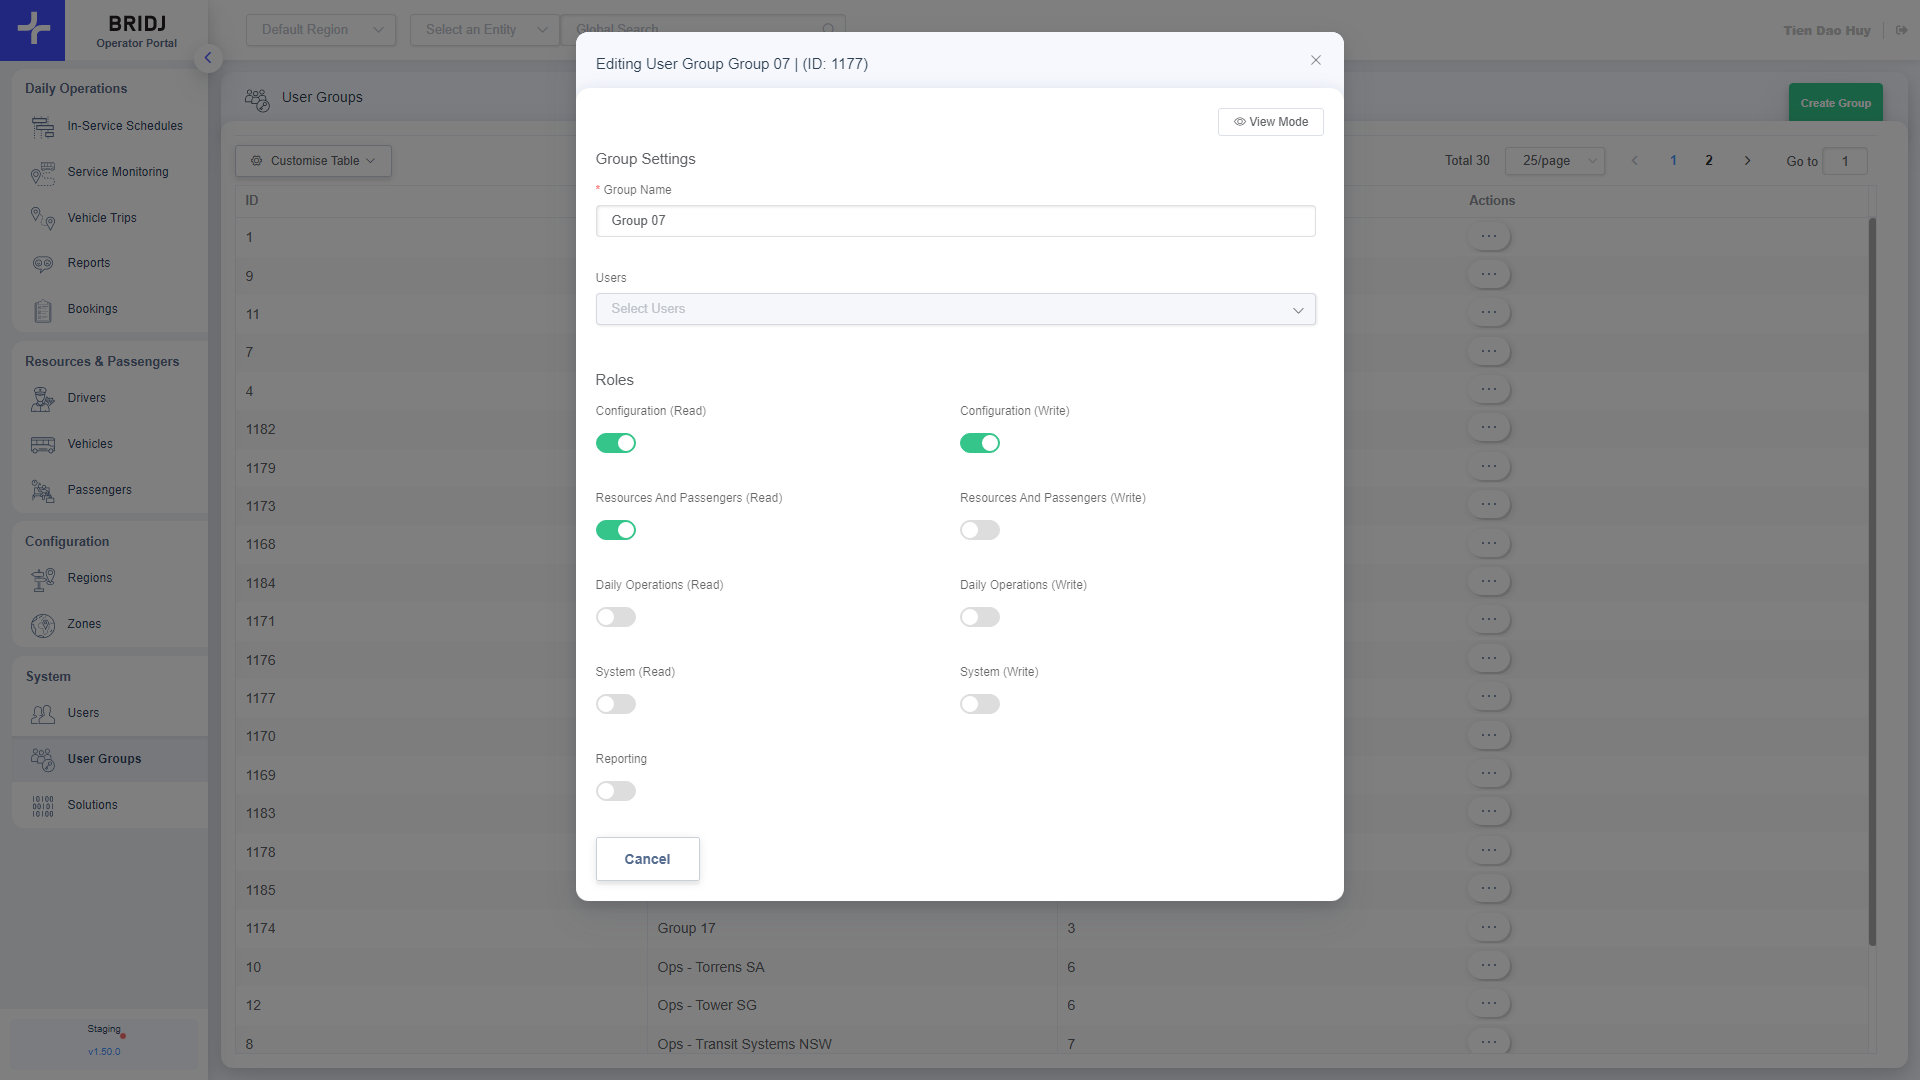 BRIDJ
Operator Portal
Default Region
Select an Entity
Global Search
Tien Dao Huy
Daily Operations
In-Service Schedules
Service Monitoring
Vehicle Trips
Reports
Bookings
Resources & Passengers
Drivers
Vehicles
Passengers
Configuration
Regions
Zones
System
Users
User Groups
Solutions
Staging
v1.50.0
User Groups
Create Group
Customise Table
Total 30
25/page
1
2
Go to
1
ID
Actions
1
9
11
7
4
1182
1179
1173
1168
1184
1171
1176
1177
1170
1169
1183
1178
1185
1174 Group 17 3
10 Ops - Torrens SA 6
12 Ops - Tower SG 6
8 Ops - Transit Systems NSW 7
Editing User Group Group 07 | (ID: 1177)
View Mode
Group Settings
* Group Name
Group 07
Users
Select Users
Roles
Configuration (Read)
Configuration (Write)
Resources And Passengers (Read)
Resources And Passengers (Write)
Daily Operations (Read)
Daily Operations (Write)
System (Read)
System (Write)
Reporting
Cancel